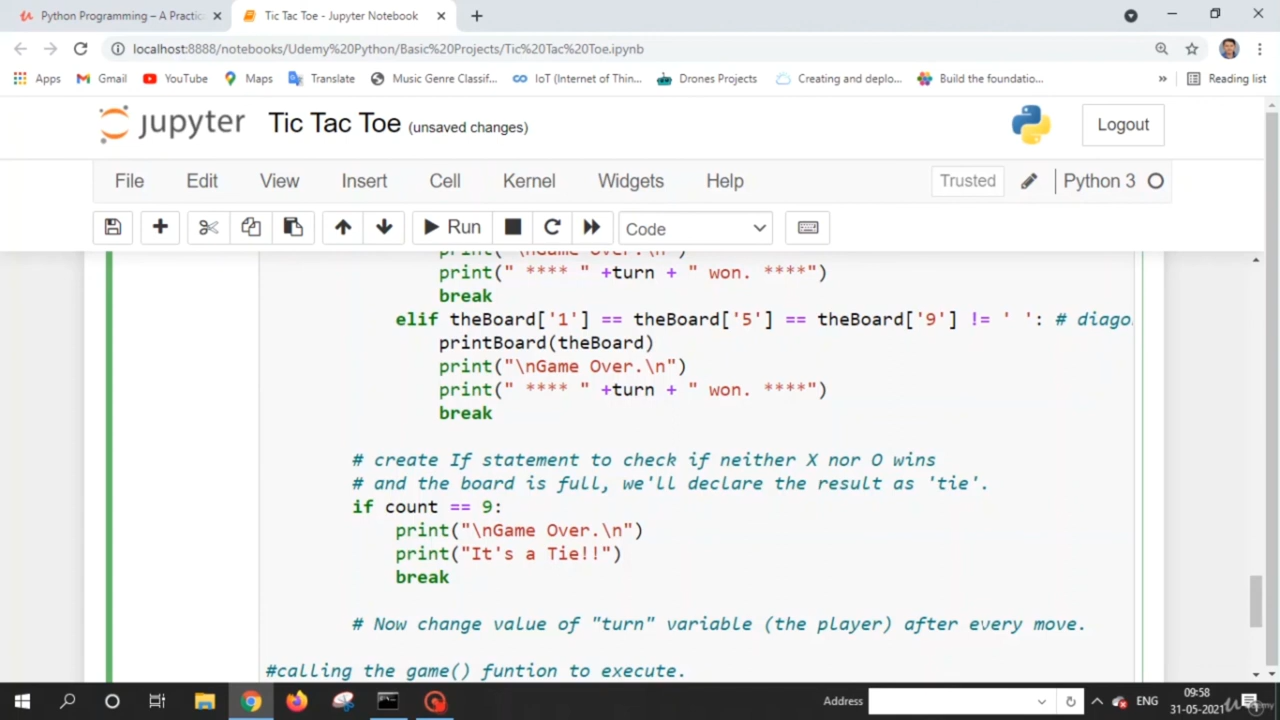 Python Programming – A Practic
Tic Tac Toe - Jupyter Notebook
localhost:8888/notebooks/Udemy%20Python/Basic%20Projects/Tic%20Tac%20Toe.ipynb
Apps
Gmail
YouTube
Maps
Translate
Music Genre Classif...
IoT (Internet of Thin...
Drones Projects
Creating and deplo...
Build the foundatio...
»
Reading list
jupyter
Tic Tac Toe (unsaved changes)
Logout
File Edit View Insert Cell Kernel Widgets Help
Trusted
Python 3
Run
Code
print("\nGame Over.\n")
print(" **** " +turn + " won. ****")
break
elif theBoard['1'] == theBoard['5'] == theBoard['9'] != ' ': # diago
printBoard(theBoard)
print("\nGame Over.\n")
print(" **** " +turn + " won. ****")
break
# create If statement to check if neither X nor O wins
# and the board is full, we'll declare the result as 'tie'.
if count == 9:
print("\nGame Over.\n")
print("It's a Tie!!")
break
# Now change value of "turn" variable (the player) after every move.
#calling the game() funtion to execute.
Address
ENG
09:58
31-05-2021